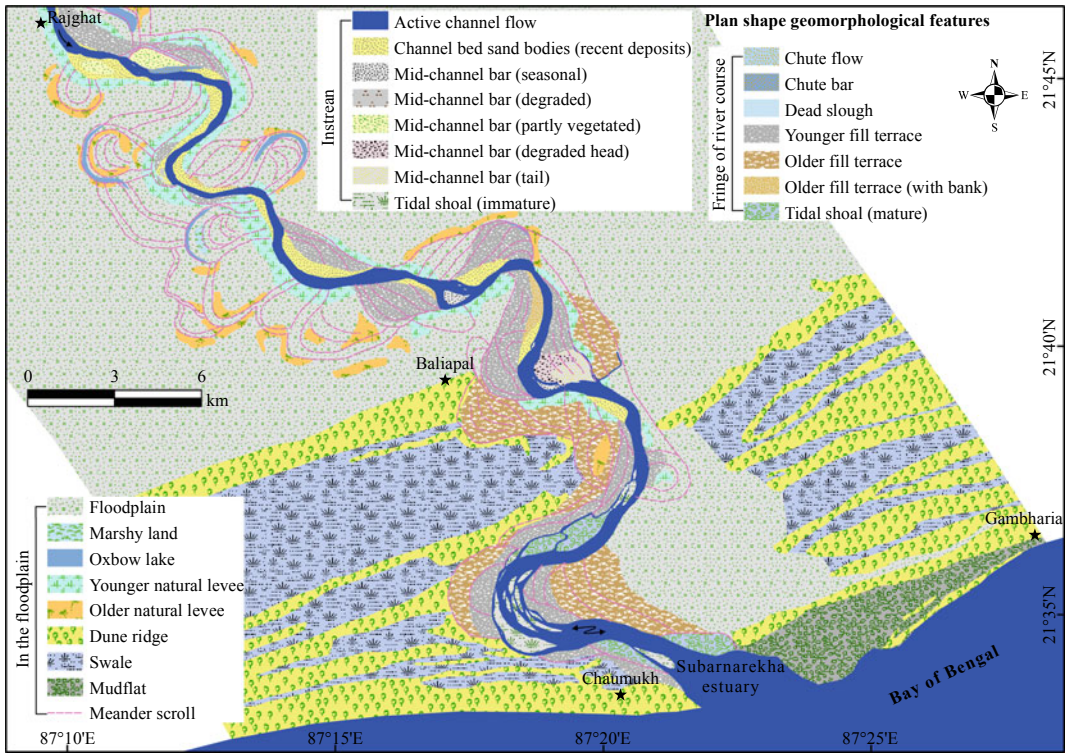 Rajghat
Instrean
Active channel flow
Channel bed sand bodies (recent deposits)
Mid-channel bar (seasonal)
Mid-channel bar (degraded)
Mid-channel bar (partly vegetated)
Mid-channel bar (degraded head)
Mid-channel bar (tail)
Tidal shoal (immature)
Plan shape geomorphological features
Fringe of river course
Chute flow
Chute bar
Dead slough
Younger fill terrace
Older fill terrace
Older fill terrace (with bank)
Tidal shoal (mature)
N
W
E
S
21°45'N
21°40'N
21°35'N
Baliapal
0
3
6
km
In the floodplain
Floodplain
Marshy land
Oxbow lake
Younger natural levee
Older natural levee
Dune ridge
Swale
Mudflat
Meander scroll
Gambharia
Subarnarekha
estuary
Chaumukh
Bay of Bengal
87°10'E
87°15'E
87°20'E
87°25'E